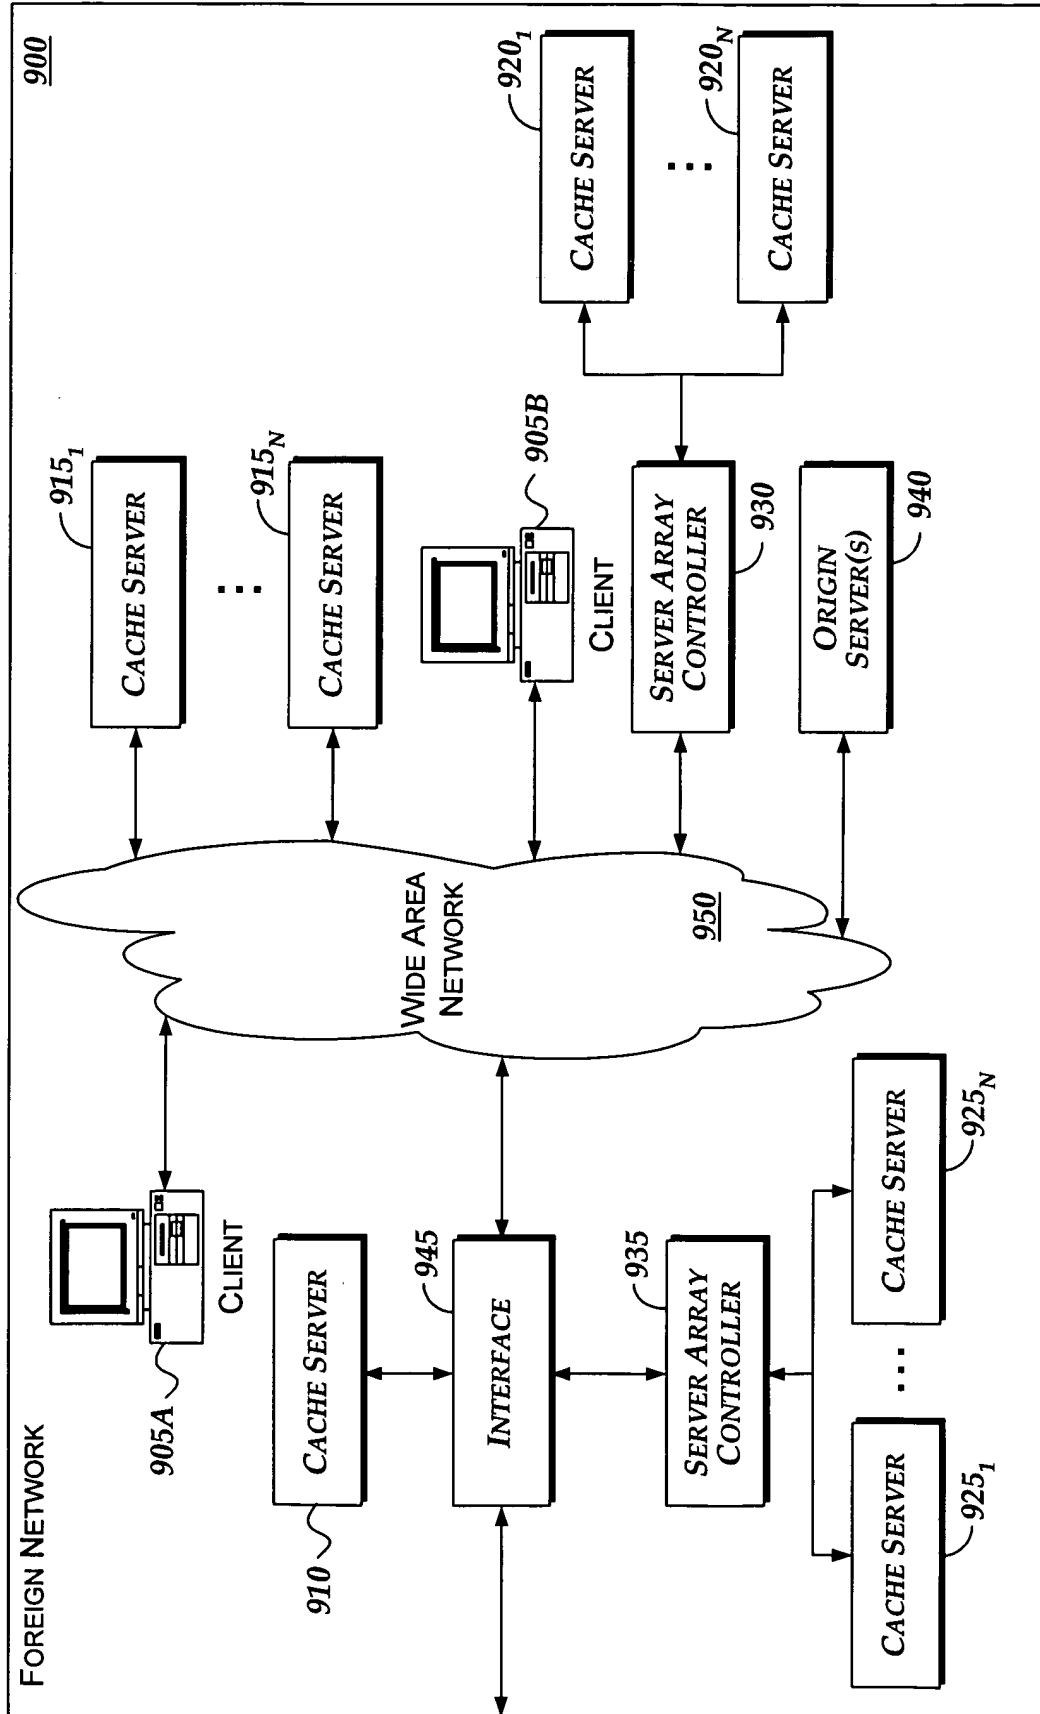 FOREIGN NETWORK
900
905A
CLIENT
CACHE SERVER
915₁
CACHE SERVER
915N
910
CACHE SERVER
WIDE AREA
NETWORK
950
905B
CLIENT
920₁
CACHE SERVER
920N
CACHE SERVER
INTERFACE
945
SERVER ARRAY
CONTROLLER
930
SERVER ARRAY
CONTROLLER
935
ORIGIN
SERVER(S)
940
CACHE SERVER
925₁
CACHE SERVER
925N